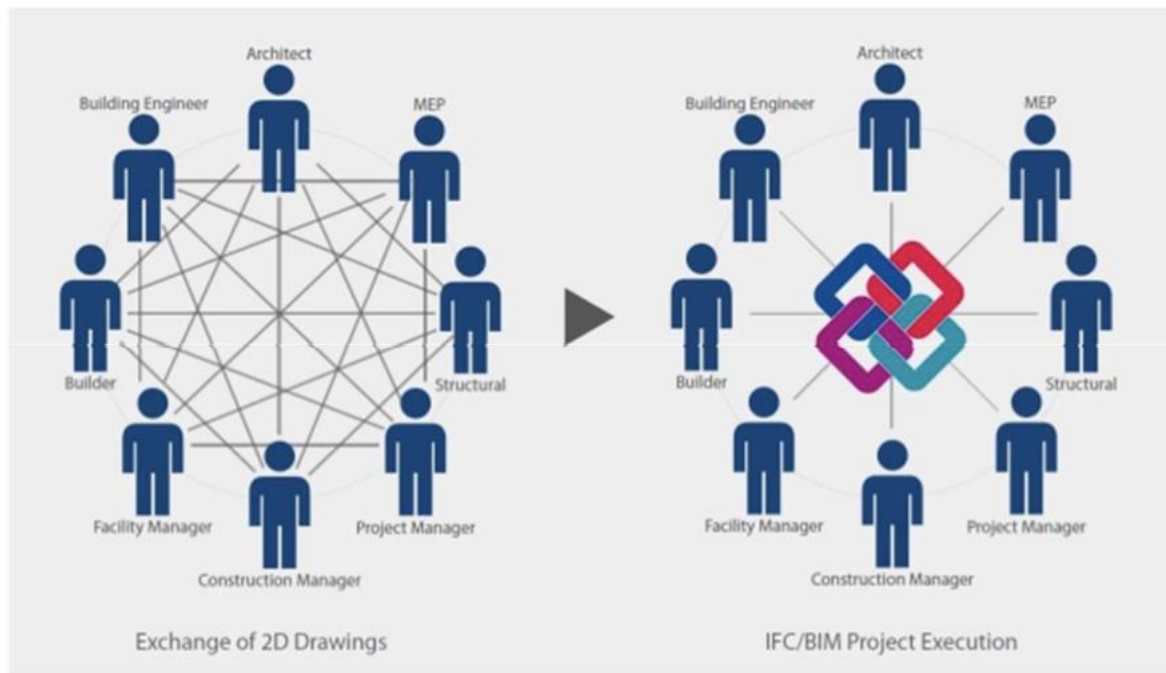 Architect
Building Engineer
MEP
Builder
Structural
Facility Manager
Project Manager
Construction Manager
Exchange of 2D Drawings
Architect
Building Engineer
MEP
Builder
Structural
Facility Manager
Project Manager
Construction Manager
IFC/BIM Project Execution